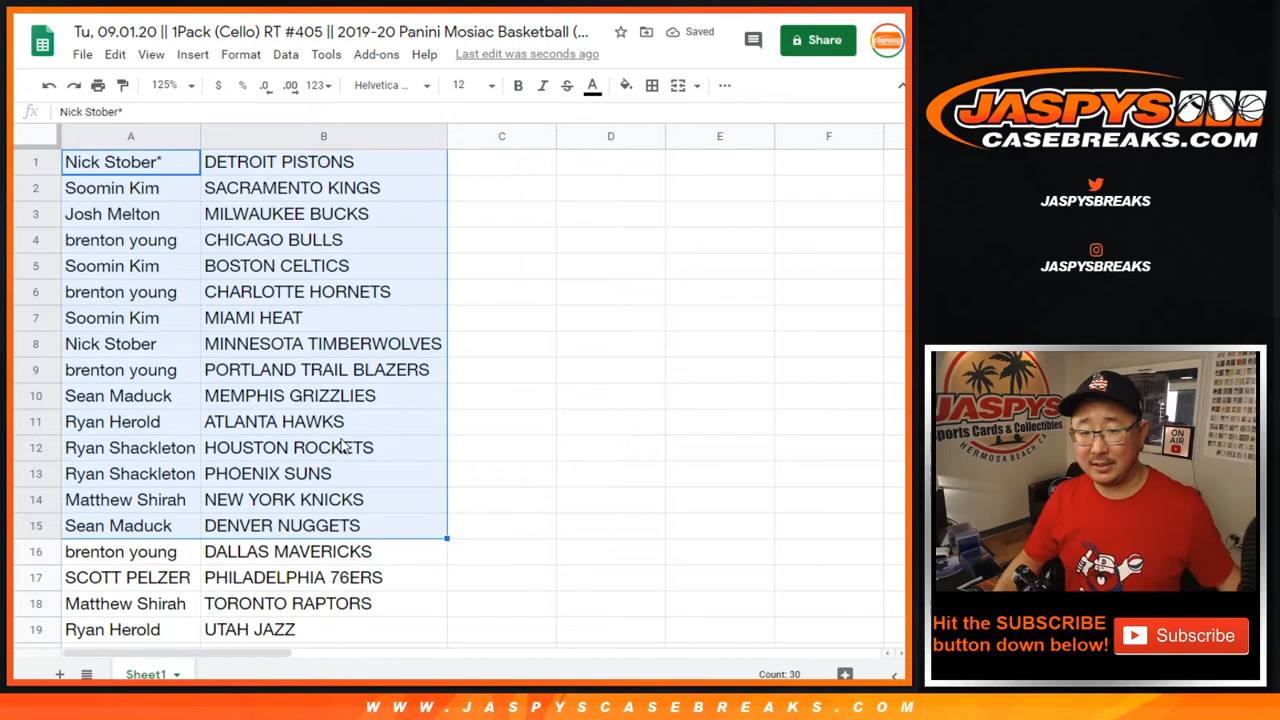 Tu, 09.01.20 || 1Pack (Cello) RT #405 || 2019-20 Panini Mosiac Basketball (...
Saved
Share
File Edit View Insert Format Data Tools Add-ons Help Last edit was seconds ago
125% $ % .0 .00 123 Helvetica ... 12 B I S A
fx Nick Stober*
A B C D E F
1 Nick Stober* DETROIT PISTONS
2 Soomin Kim SACRAMENTO KINGS
3 Josh Melton MILWAUKEE BUCKS
4 brenton young CHICAGO BULLS
5 Soomin Kim BOSTON CELTICS
6 brenton young CHARLOTTE HORNETS
7 Soomin Kim MIAMI HEAT
8 Nick Stober MINNESOTA TIMBERWOLVES
9 brenton young PORTLAND TRAIL BLAZERS
10 Sean Maduck MEMPHIS GRIZZLIES
11 Ryan Herold ATLANTA HAWKS
12 Ryan Shackleton HOUSTON ROCKETS
13 Ryan Shackleton PHOENIX SUNS
14 Matthew Shirah NEW YORK KNICKS
15 Sean Maduck DENVER NUGGETS
16 brenton young DALLAS MAVERICKS
17 SCOTT PELZER PHILADELPHIA 76ERS
18 Matthew Shirah TORONTO RAPTORS
19 Ryan Herold UTAH JAZZ
Sheet1
Count: 30
JASPYS
CASEBREAKS.COM
JASPYSBREAKS
JASPYSBREAKS
JASPYS
Sports Cards & Collectibles
HERMOSA BEACH CA
ON AIR
Hit the SUBSCRIBE
button down below!
Subscribe
WWW.JASPYSCASEBREAKS.COM